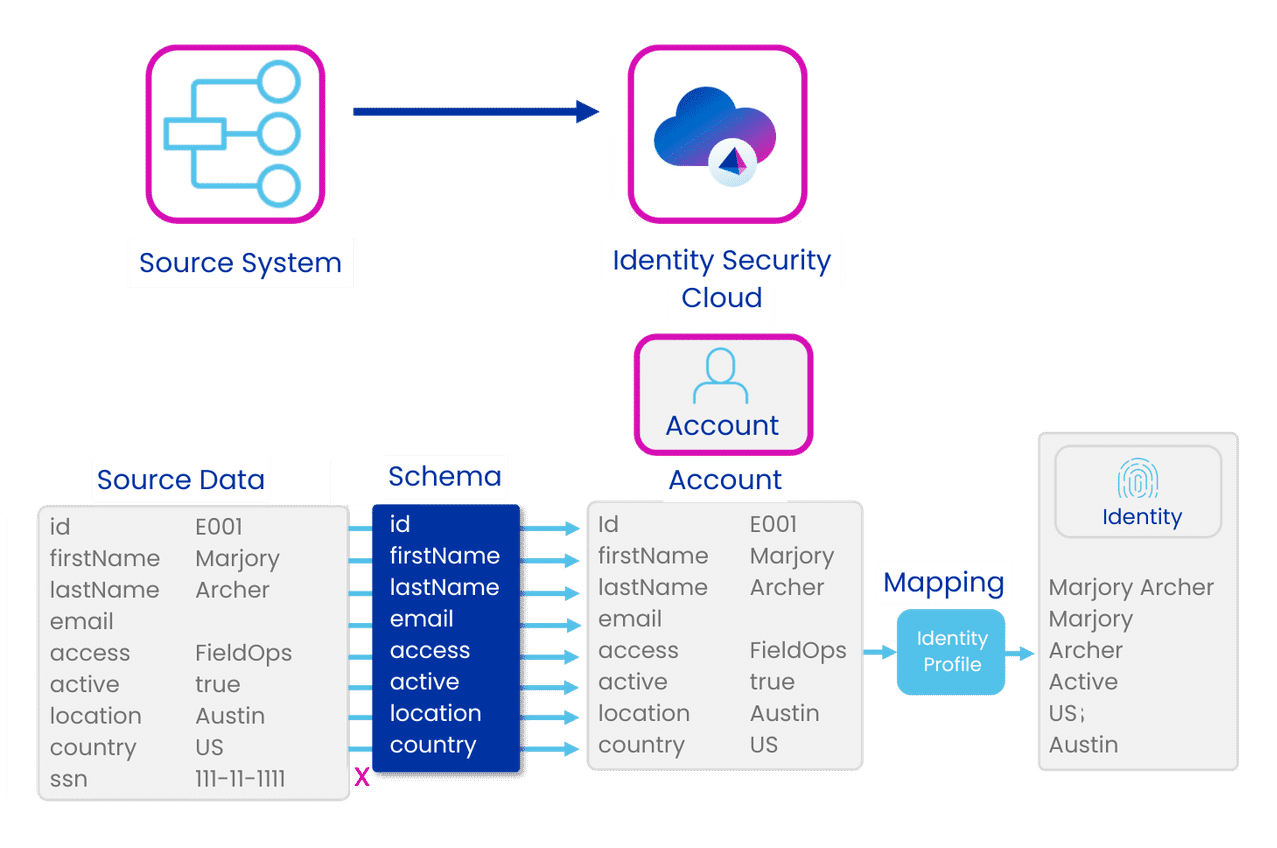 Source System
Identity Security
Cloud
Account
Source Data
Schema
Account
id E001
firstName Marjory
lastName Archer
email
access FieldOps
active true
location Austin
country US
ssn 111-11-1111
X
id
firstName
lastName
email
access
active
location
country
Id E001
firstName Marjory
lastName Archer
email
access FieldOps
active true
location Austin
country US
Mapping
Identity
Profile
Identity
Marjory Archer
Marjory
Archer
Active
US;
Austin